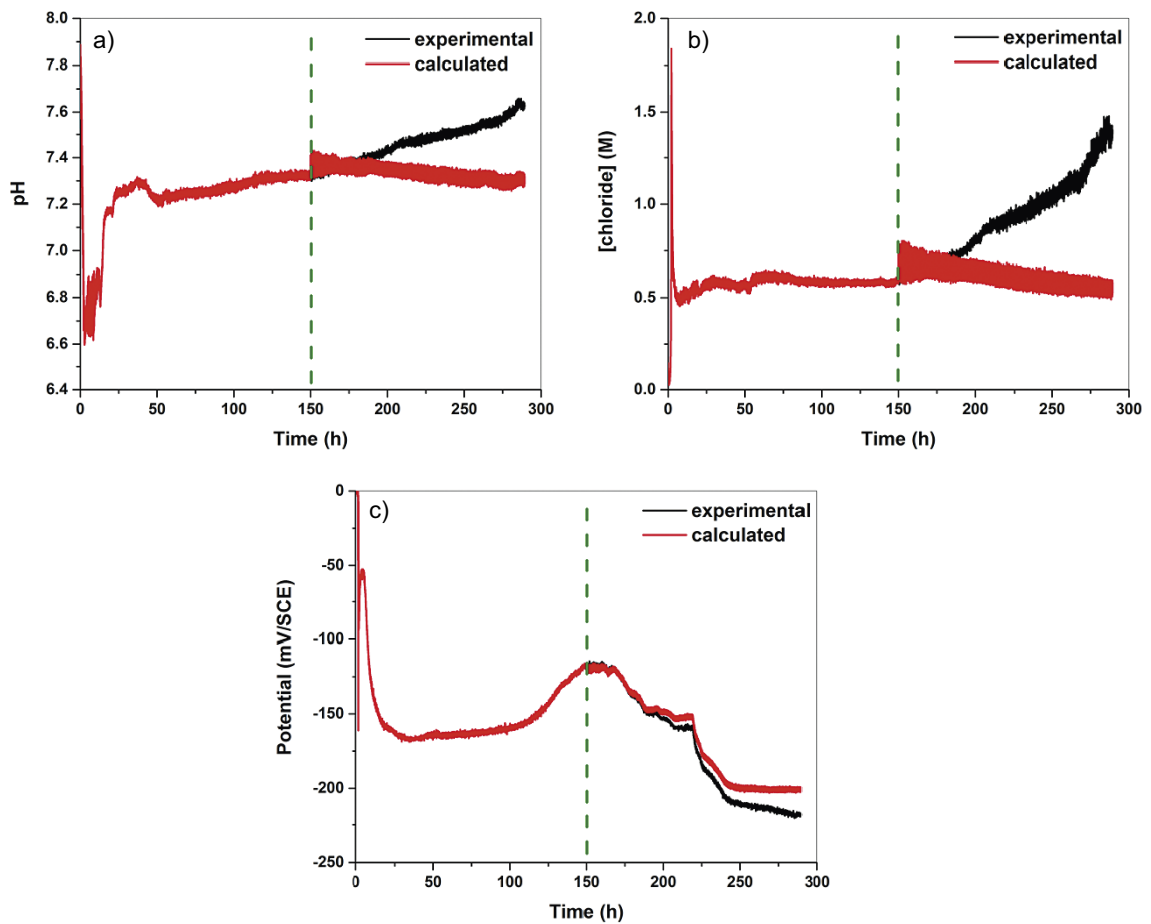 a)
experimental
calculated
8.0
7.8
7.6
7.4
7.2
7.0
6.8
6.6
6.4
pH
0 50 100 150 200 250 300
Time (h)
b)
experimental
calculated
2.0
1.5
1.0
0.5
0.0
[chloride] (M)
0 50 100 150 200 250 300
Time (h)
c)
experimental
calculated
0
-50
-100
-150
-200
-250
Potential (mV/SCE)
0 50 100 150 200 250 300
Time (h)